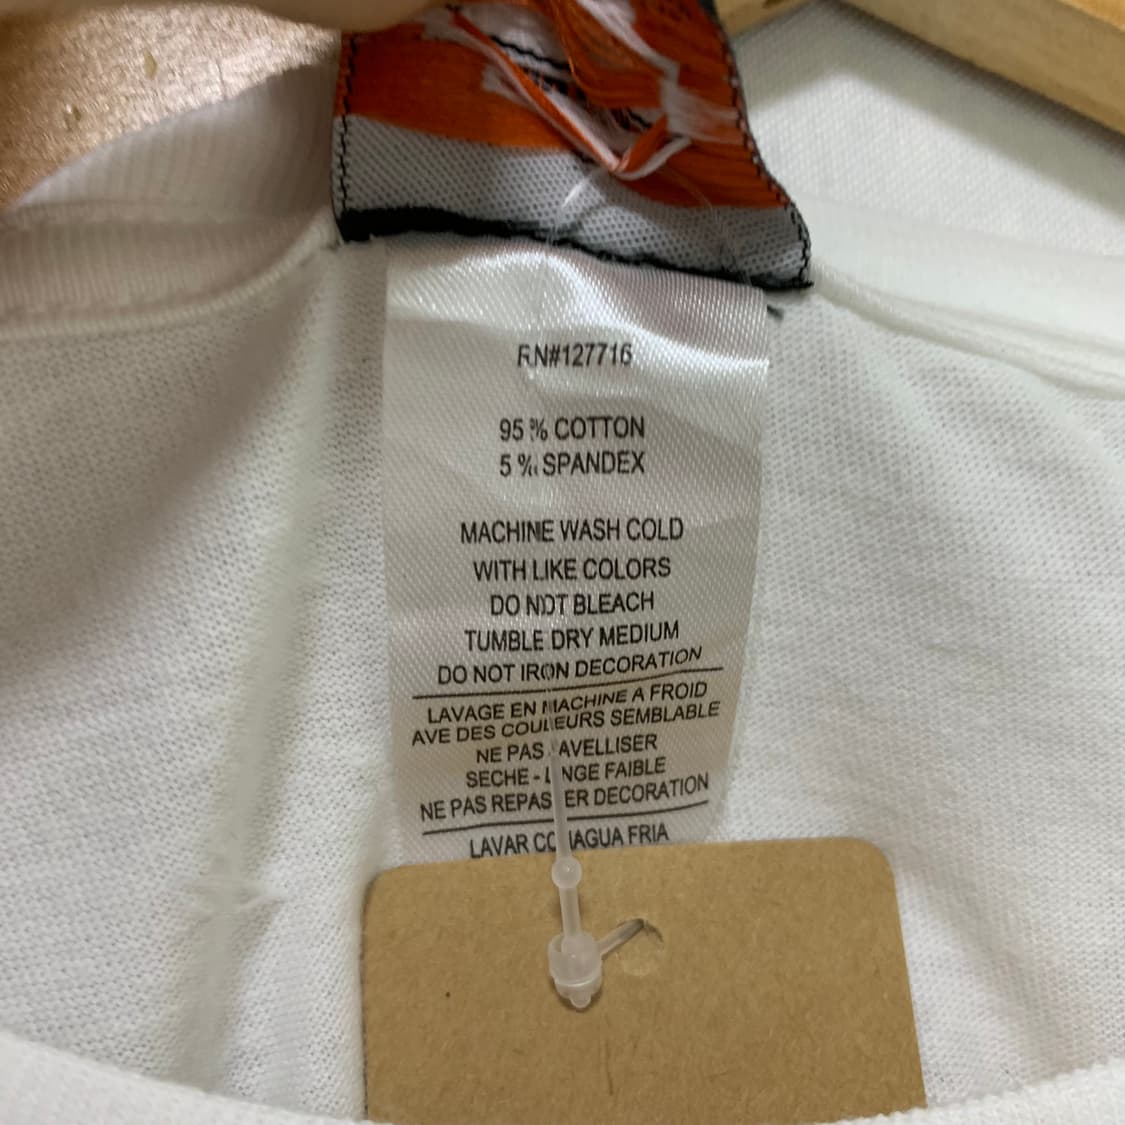 RN#127716
95 % COTTON
5 % SPANDEX
MACHINE WASH COLD
WITH LIKE COLORS
DO NOT BLEACH
TUMBLE DRY MEDIUM
DO NOT IRON DECORATION
LAVAGE EN MACHINE A FROID
AVE DES COULEURS SEMBLABLE
NE PAS AVELLISER
SECHE - LINGE FAIBLE
NE PAS REPASSER DECORATION
LAVAR AGUA FRIA